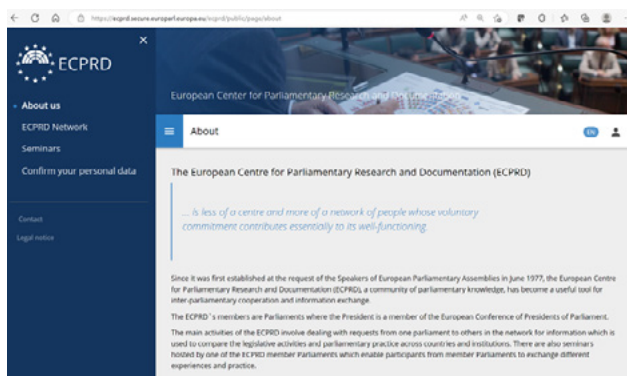 https://ecprd.secure.europarl.europa.eu/ecprd/public/page/about
ECPRD
About us
ECPRD Network
Seminars
Confirm your personal data
Contact
Legal notice
European Center for Parliamentary Research and Documentation
About
EN
The European Centre for Parliamentary Research and Documentation (ECPRD)
... is less of a centre and more of a network of people whose voluntary
commitment contributes essentially to its well-functioning.
Since it was first established at the request of the Speakers of European Parliamentary Assemblies in June 1977, the European Centre
for Parliamentary Research and Documentation (ECPRD), a community of parliamentary knowledge, has become a useful tool for
inter-parliamentary cooperation and information exchange.
The ECPRD`s members are Parliaments where the President is a member of the European Conference of Presidents of Parliament.
The main activities of the ECPRD involve dealing with requests from one parliament to others in the network for information which is
used to compare the legislative activities and parliamentary practice across countries and institutions. There are also seminars
hosted by one of the ECPRD member Parliaments which enable participants from member Parliaments to exchange different
experiences and practice.